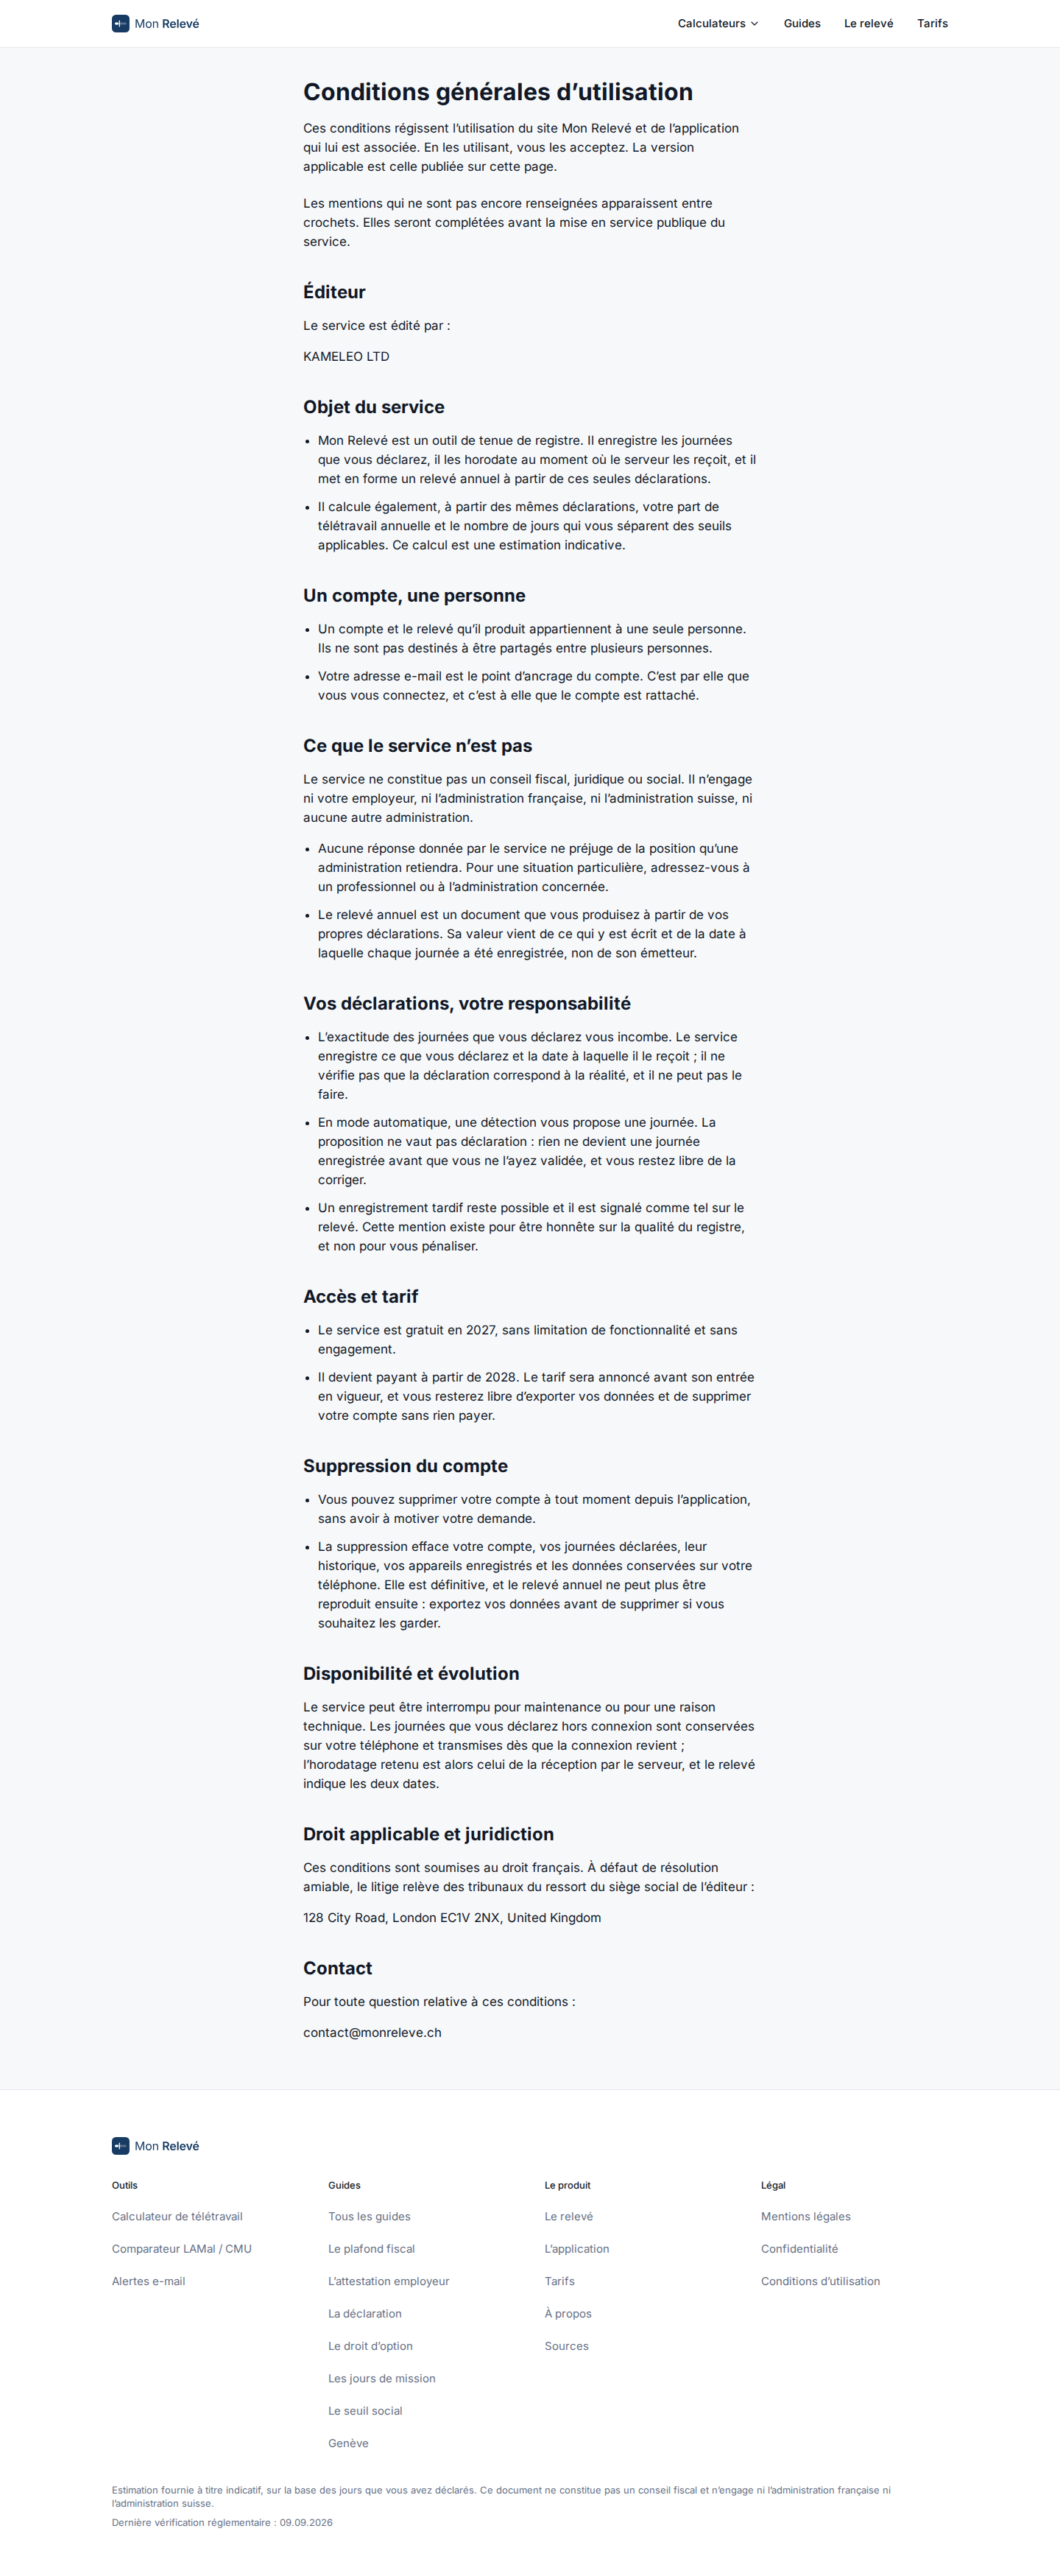 Mon Relevé
Calculateurs
Guides
Le relevé
Tarifs
Conditions générales d’utilisation
Ces conditions régissent l’utilisation du site Mon Relevé et de l’application
qui lui est associée. En les utilisant, vous les acceptez. La version
applicable est celle publiée sur cette page.
Les mentions qui ne sont pas encore renseignées apparaissent entre
crochets. Elles seront complétées avant la mise en service publique du
service.
Éditeur
Le service est édité par :
KAMELEO LTD
Objet du service
• Mon Relevé est un outil de tenue de registre. Il enregistre les journées
que vous déclarez, il les horodate au moment où le serveur les reçoit, et il
met en forme un relevé annuel à partir de ces seules déclarations.
• Il calcule également, à partir des mêmes déclarations, votre part de
télétravail annuelle et le nombre de jours qui vous séparent des seuils
applicables. Ce calcul est une estimation indicative.
Un compte, une personne
• Un compte et le relevé qu’il produit appartiennent à une seule personne.
Ils ne sont pas destinés à être partagés entre plusieurs personnes.
• Votre adresse e-mail est le point d’ancrage du compte. C’est par elle que
vous vous connectez, et c’est à elle que le compte est rattaché.
Ce que le service n’est pas
Le service ne constitue pas un conseil fiscal, juridique ou social. Il n’engage
ni votre employeur, ni l’administration française, ni l’administration suisse, ni
aucune autre administration.
• Aucune réponse donnée par le service ne préjuge de la position qu’une
administration retiendra. Pour une situation particulière, adressez-vous à
un professionnel ou à l’administration concernée.
• Le relevé annuel est un document que vous produisez à partir de vos
propres déclarations. Sa valeur vient de ce qui y est écrit et de la date à
laquelle chaque journée a été enregistrée, non de son émetteur.
Vos déclarations, votre responsabilité
• L’exactitude des journées que vous déclarez vous incombe. Le service
enregistre ce que vous déclarez et la date à laquelle il le reçoit ; il ne
vérifie pas que la déclaration correspond à la réalité, et il ne peut pas le
faire.
• En mode automatique, une détection vous propose une journée. La
proposition ne vaut pas déclaration : rien ne devient une journée
enregistrée avant que vous ne l’ayez validée, et vous restez libre de la
corriger.
• Un enregistrement tardif reste possible et il est signalé comme tel sur le
relevé. Cette mention existe pour être honnête sur la qualité du registre,
et non pour vous pénaliser.
Accès et tarif
• Le service est gratuit en 2027, sans limitation de fonctionnalité et sans
engagement.
• Il devient payant à partir de 2028. Le tarif sera annoncé avant son entrée
en vigueur, et vous resterez libre d’exporter vos données et de supprimer
votre compte sans rien payer.
Suppression du compte
• Vous pouvez supprimer votre compte à tout moment depuis l’application,
sans avoir à motiver votre demande.
• La suppression efface votre compte, vos journées déclarées, leur
historique, vos appareils enregistrés et les données conservées sur votre
téléphone. Elle est définitive, et le relevé annuel ne peut plus être
reproduit ensuite : exportez vos données avant de supprimer si vous
souhaitez les garder.
Disponibilité et évolution
Le service peut être interrompu pour maintenance ou pour une raison
technique. Les journées que vous déclarez hors connexion sont conservées
sur votre téléphone et transmises dès que la connexion revient ;
l’horodatage retenu est alors celui de la réception par le serveur, et le relevé
indique les deux dates.
Droit applicable et juridiction
Ces conditions sont soumises au droit français. À défaut de résolution
amiable, le litige relève des tribunaux du ressort du siège social de l’éditeur :
128 City Road, London EC1V 2NX, United Kingdom
Contact
Pour toute question relative à ces conditions :
contact@monreleve.ch
Mon Relevé
Outils
Calculateur de télétravail
Comparateur LAMal / CMU
Alertes e-mail
Guides
Tous les guides
Le plafond fiscal
L’attestation employeur
La déclaration
Le droit d’option
Les jours de mission
Le seuil social
Genève
Le produit
Le relevé
L’application
Tarifs
À propos
Sources
Légal
Mentions légales
Confidentialité
Conditions d’utilisation
Estimation fournie à titre indicatif, sur la base des jours que vous avez déclarés. Ce document ne constitue pas un conseil fiscal et n’engage ni l’administration française ni
l’administration suisse.
Dernière vérification réglementaire : 09.09.2026